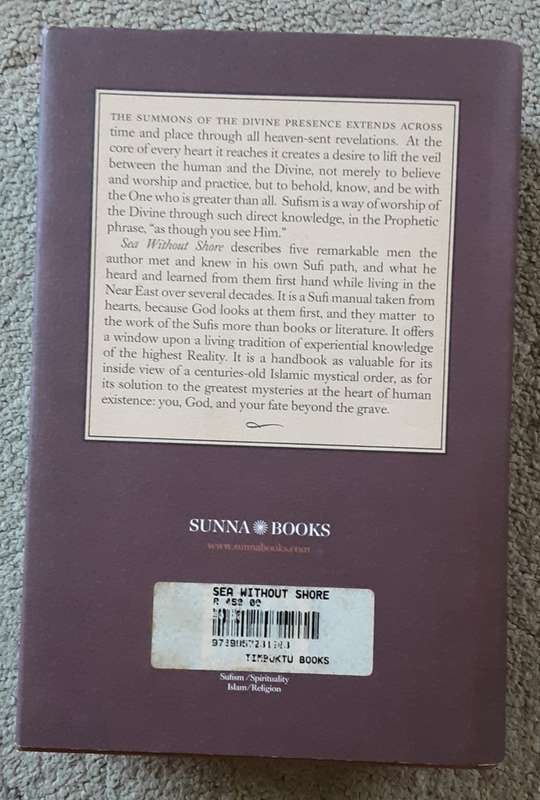 THE SUMMONS OF THE DIVINE PRESENCE EXTENDS ACROSS
time and place through all heaven-sent revelations. At the
core of every heart it reaches it creates a desire to lift the veil
between the human and the Divine, not merely to believe
and worship and practice, but to behold, know, and be with
the One who is greater than all. Sufism is a way of worship of
the Divine through such direct knowledge, in the Prophetic
phrase, "as though you see Him."
Sea Without Shore describes five remarkable men the
author met and knew in his own Sufi path, and what he
heard and learned from them first hand while living in the
Near East over several decades. It is a Sufi manual taken from
hearts, because God looks at them first, and they matter to
the work of the Sufis more than books or literature. It offers
a window upon a living tradition of experiential knowledge
of the highest Reality. It is a handbook as valuable for its
inside view of a centuries-old Islamic mystical order, as for
its solution to the greatest mysteries at the heart of human
existence: you, God, and your fate beyond the grave.
SUNNA BOOKS
www.sunnabooks.com
SEA WITHOUT SHORE
R 450 00
TIMBUKTU BOOKS
Sufism/Spirituality
Islam/Religion